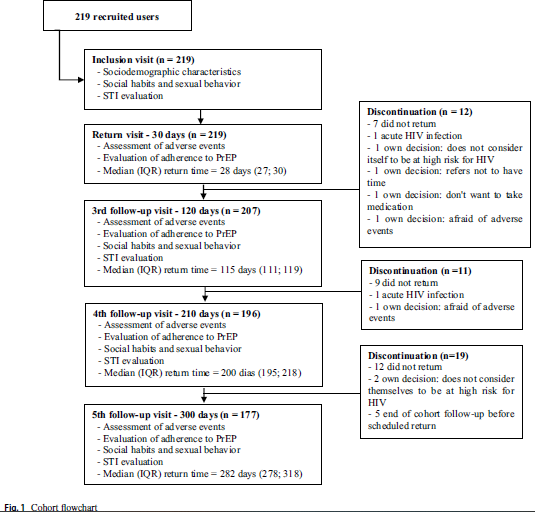 219 recruited users
Inclusion visit (n = 219)
- Sociodemographic characteristics
- Social habits and sexual behavior
- STI evaluation
Return visit - 30 days (n = 219)
- Assessment of adverse events
- Evaluation of adherence to PrEP
- Median (IQR) return time = 28 days (27; 30)
Discontinuation (n = 12)
- 7 did not return
- 1 acute HIV infection
- 1 own decision: does not consider
itself to be at high risk for HIV
- 1 own decision: refers not to have
time
- 1 own decision: don't want to take
medication
- 1 own decision: afraid of adverse
events
3rd follow-up visit - 120 days (n = 207)
- Assessment of adverse events
- Evaluation of adherence to PrEP
- Social habits and sexual behavior
- STI evaluation
- Median (IQR) return time = 115 days (111; 119)
Discontinuation (n =11)
- 9 did not return
- 1 acute HIV infection
- 1 own decision: afraid of adverse
events
4th follow-up visit - 210 days (n = 196)
- Assessment of adverse events
- Evaluation of adherence to PrEP
- Social habits and sexual behavior
- STI evaluation
- Median (IQR) return time = 200 dias (195; 218)
Discontinuation (n=19)
- 12 did not return
- 2 own decision: does not consider
themselves to be at high risk for
HIV
- 5 end of cohort follow-up before
scheduled return
5th follow-up visit - 300 days (n = 177)
- Assessment of adverse events
- Evaluation of adherence to PrEP
- Social habits and sexual behavior
- STI evaluation
- Median (IQR) return time = 282 days (278; 318)
Fig. 1 Cohort flowchart